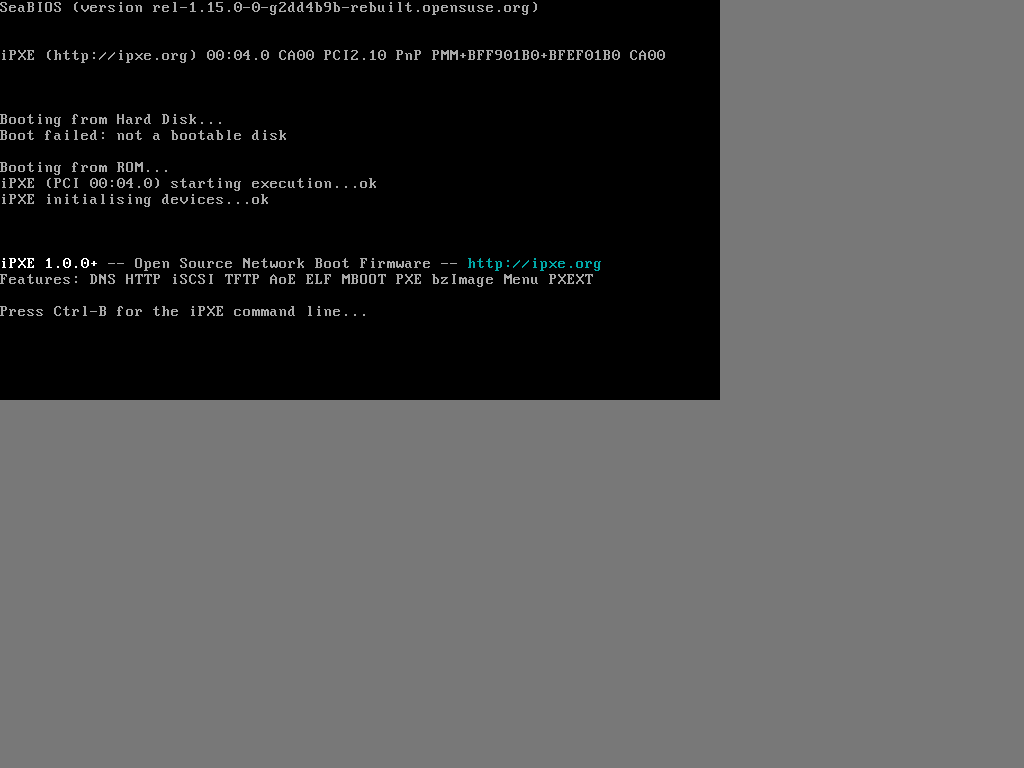 SeaBIOS (version rel-1.15.0-0-g2dd4b9b-rebuilt.opensuse.org)
iPXE (http://ipxe.org) 00:04.0 CA00 PCI2.10 PnP PMM+BFF901B0+BFEF01B0 CA00
Booting from Hard Disk...
Boot failed: not a bootable disk
Booting from ROM...
iPXE (PCI 00:04.0) starting execution...ok
iPXE initialising devices...ok
iPXE 1.0.0+ -- Open Source Network Boot Firmware -- http://ipxe.org
Features: DNS HTTP iSCSI TFTP AoE ELF MBOOT PXE bzImage Menu PXEXT
Press Ctrl-B for the iPXE command line...